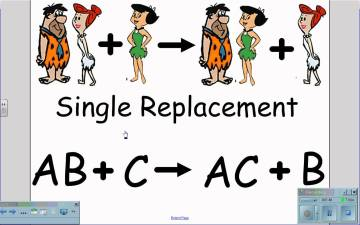 + → +
Single Replacement
AB + C → AC + B